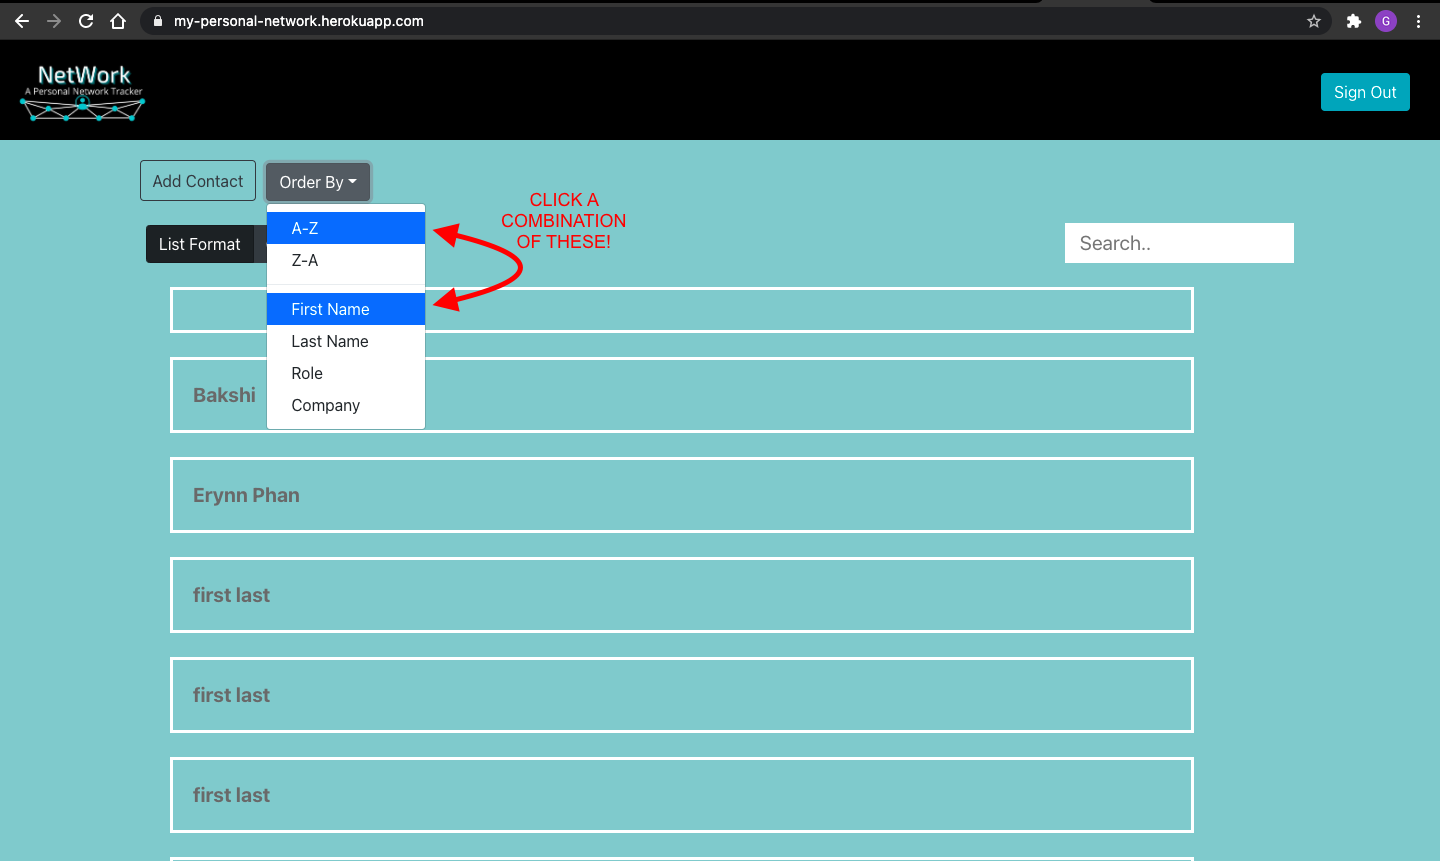 my-personal-network.herokuapp.com
G
NetWork
A Personal Network Tracker
Sign Out
Add Contact
Order By
CLICK A
COMBINATION
OF THESE!
A-Z
List Format
Search..
Z-A
First Name
Last Name
Role
Company
Bakshi
Erynn Phan
first last
first last
first last